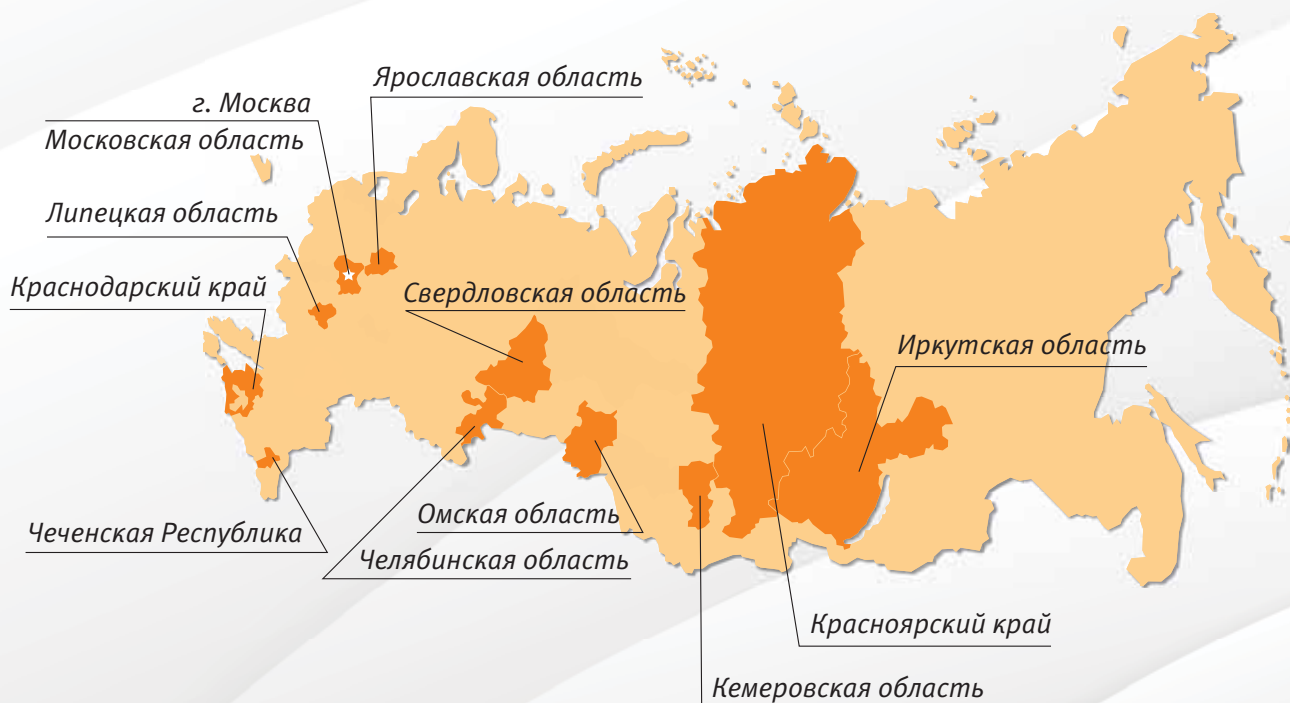 Ярославская область
г. Москва
Московская область
Липецкая область
Краснодарский край
Свердловская область
Иркутская область
Омская область
Чеченская Республика
Челябинская область
Красноярский край
Кемеровская область